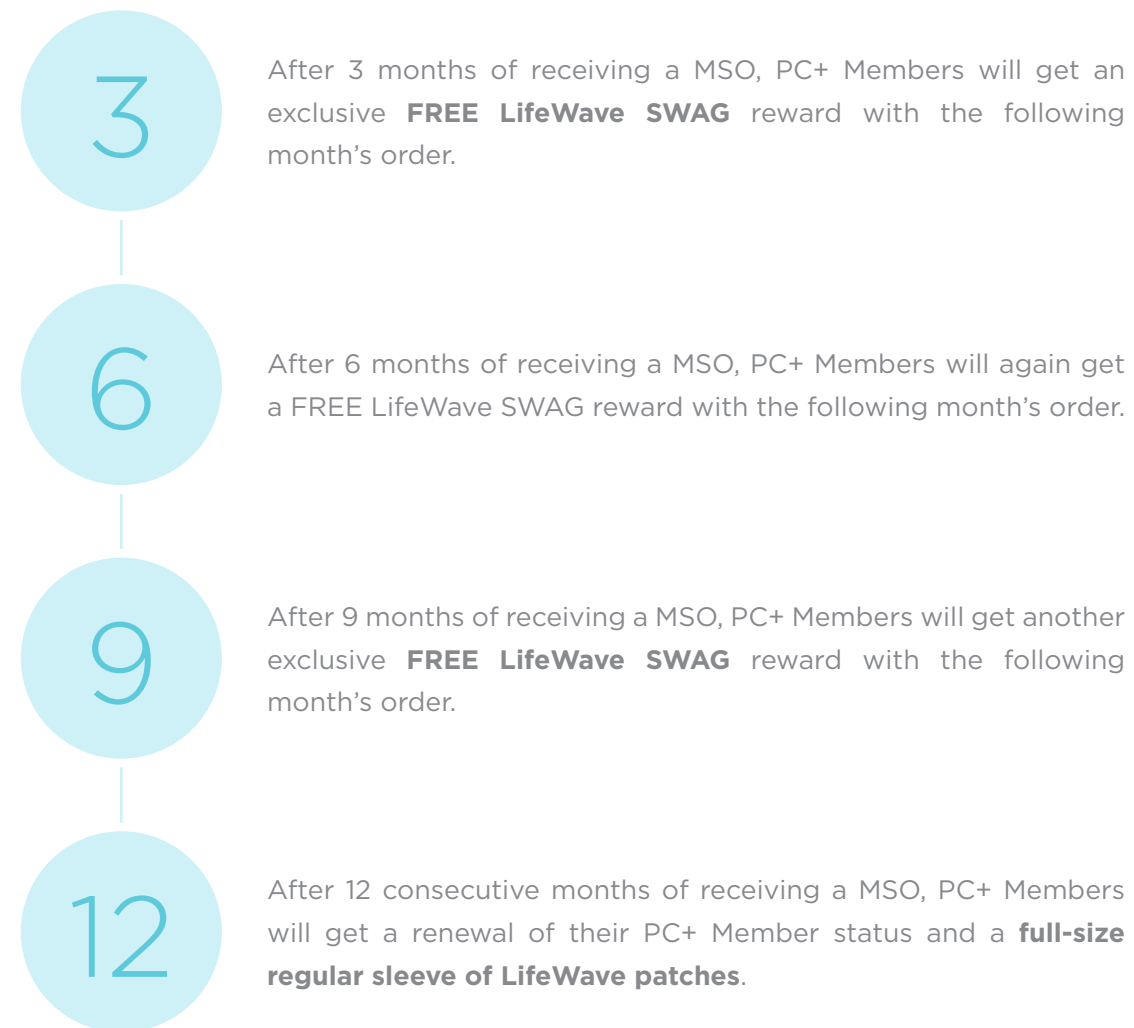 3
After 3 months of receiving a MSO, PC+ Members will get an
exclusive FREE LifeWave SWAG reward with the following
month’s order.
6
After 6 months of receiving a MSO, PC+ Members will again get
a FREE LifeWave SWAG reward with the following month’s order.
9
After 9 months of receiving a MSO, PC+ Members will get another
exclusive FREE LifeWave SWAG reward with the following
month’s order.
12
After 12 consecutive months of receiving a MSO, PC+ Members
will get a renewal of their PC+ Member status and a full-size
regular sleeve of LifeWave patches.